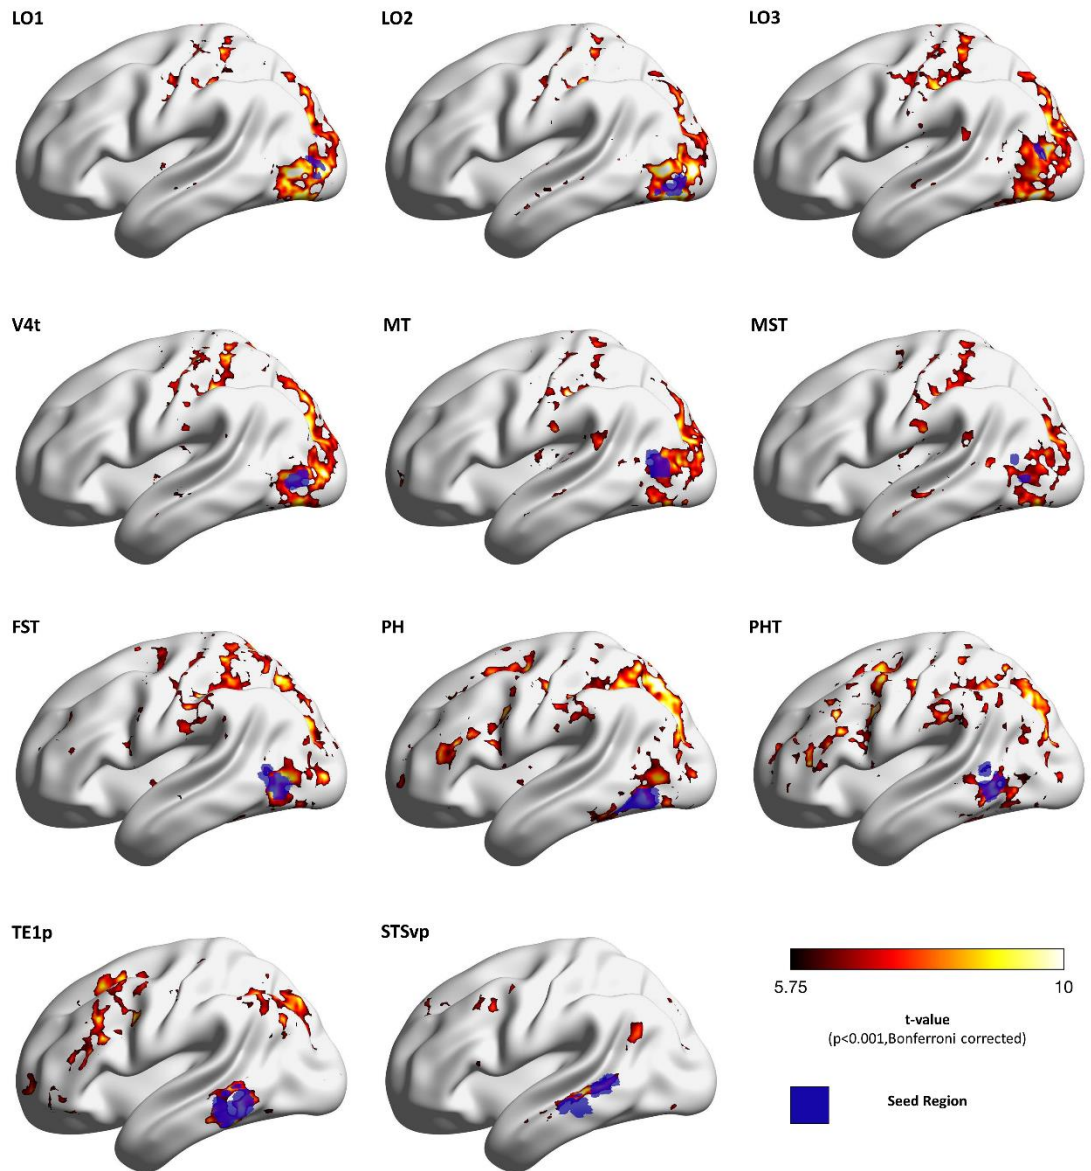 LO1
LO2
LO3
V4t
MT
MST
FST
PH
PHT
TE1p
STSvp
5.75
10
t-value
(p<0.001,Bonferroni corrected)
Seed Region